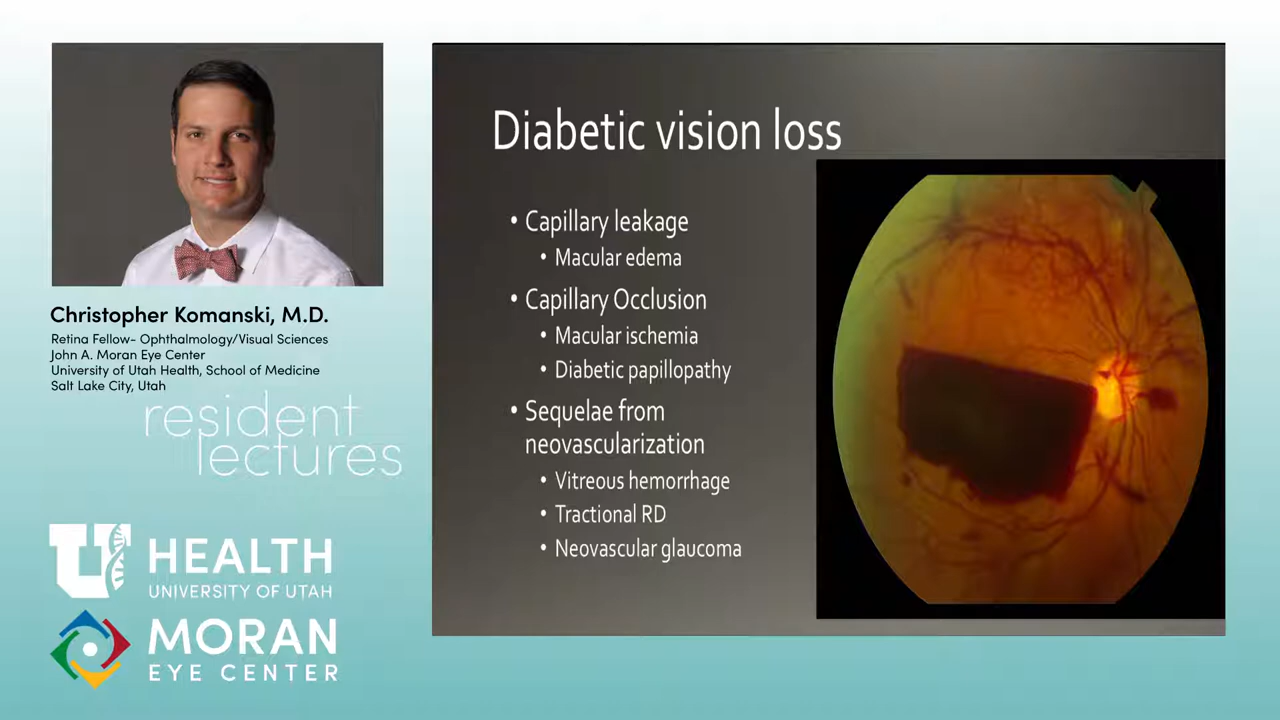 Christopher Komanski, M.D.
Retina Fellow- Ophthalmology/Visual Sciences
John A. Moran Eye Center
University of Utah Health, School of Medicine
Salt Lake City, Utah
resident
lectures
U
HEALTH
UNIVERSITY OF UTAH
MORAN
EYE CENTER
Diabetic vision loss
• Capillary leakage
• Macular edema
• Capillary Occlusion
• Macular ischemia
• Diabetic papillopathy
• Sequelae from
neovascularization
• Vitreous hemorrhage
• Tractional RD
• Neovascular glaucoma